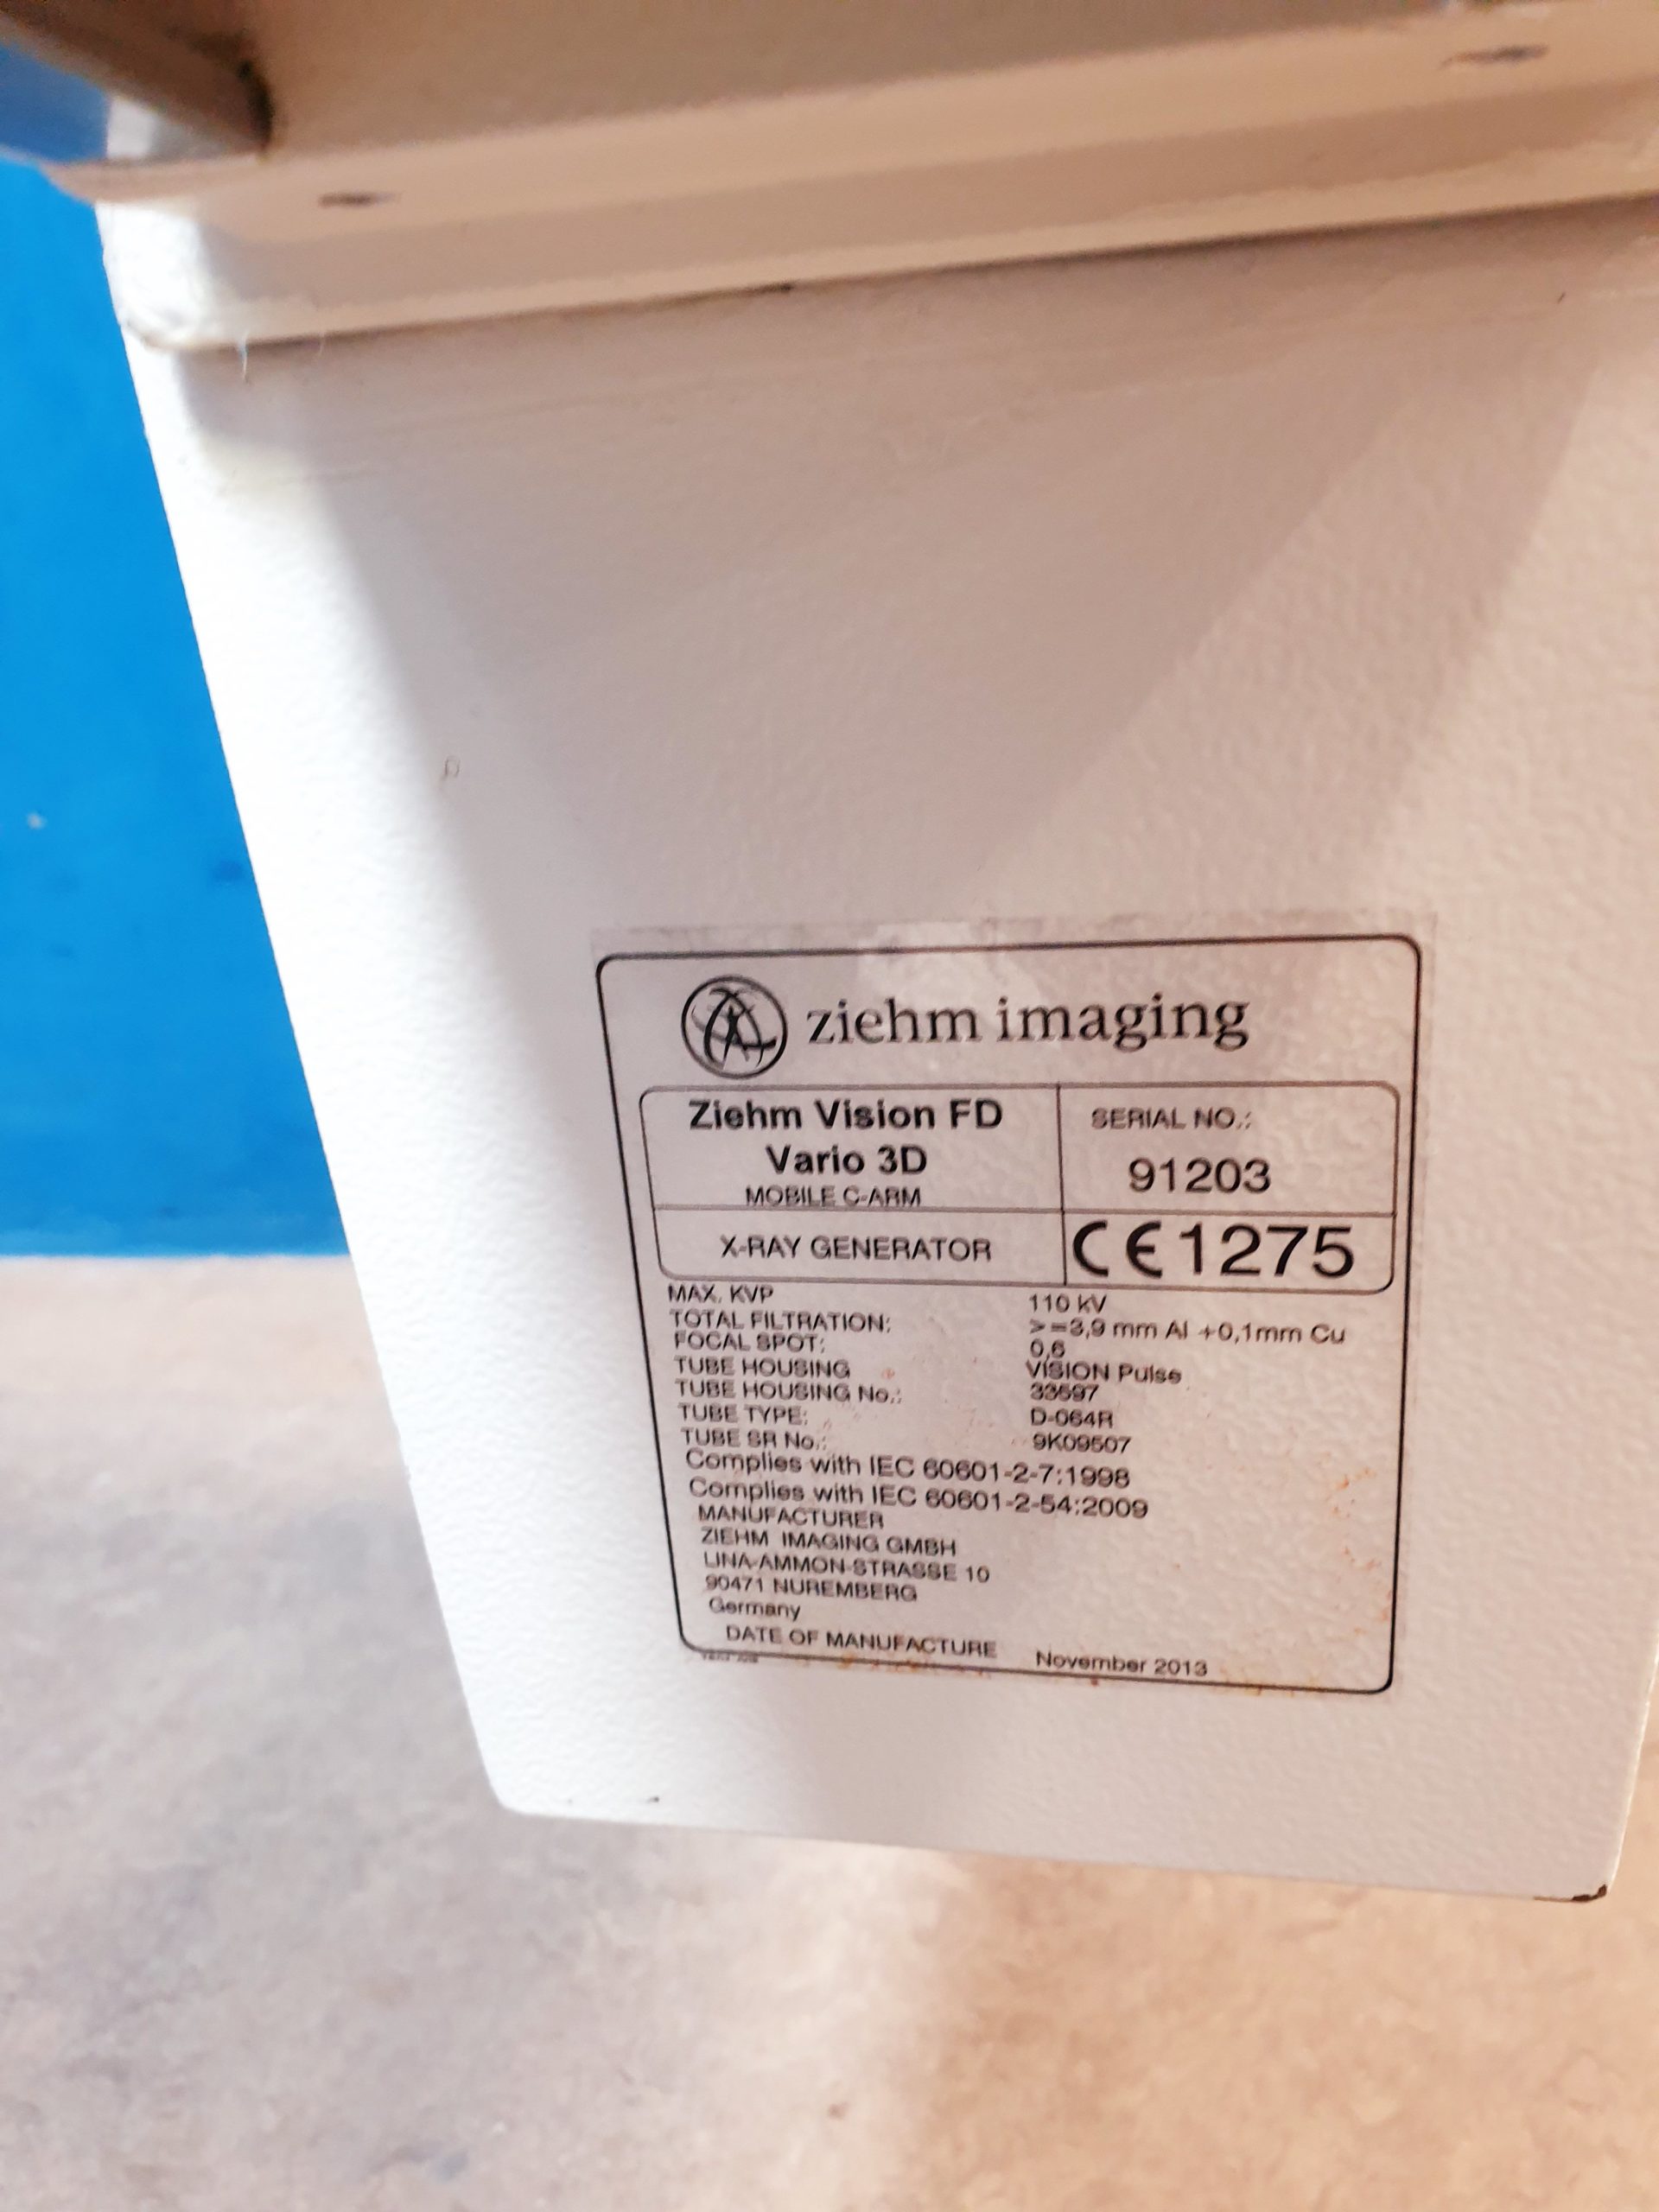 ziehm imaging
Ziehm Vision FD
Vario 3D
MOBILE C-ARM
SERIAL NO.:
91203
X-RAY GENERATOR
CE 1275
MAX. KVP 110 kV
TOTAL FILTRATION: >=3,9 mm Al +0,1mm Cu
FOCAL SPOT: 0,6
TUBE HOUSING VISION Pulse
TUBE HOUSING No.: 33597
TUBE TYPE: D-064R
TUBE SR No.: 9K09507
Complies with IEC 60601-2-7:1998
Complies with IEC 60601-2-54:2009
MANUFACTURER
ZIEHM IMAGING GMBH
LINA-AMMON-STRASSE 10
90471 NUREMBERG
Germany
DATE OF MANUFACTURE November 2013